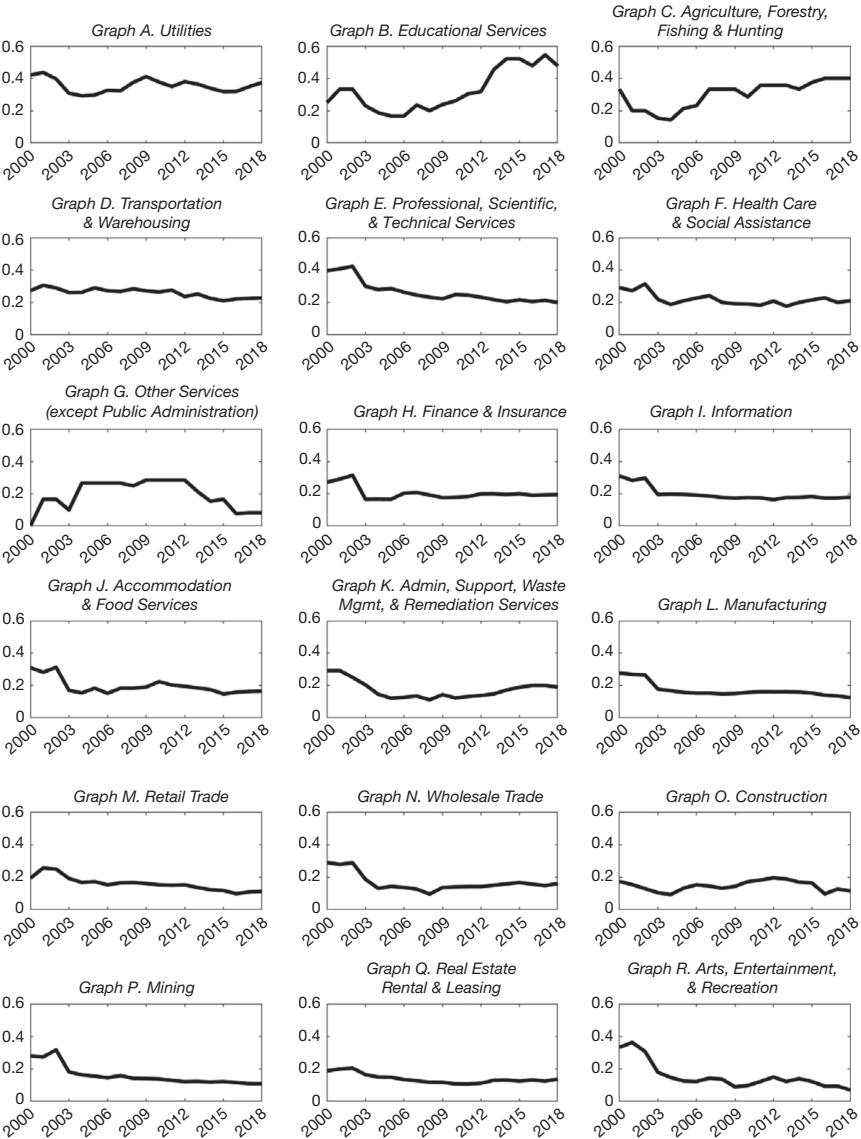 Graph A. Utilities
Graph B. Educational Services
Graph C. Agriculture, Forestry,
Fishing & Hunting
0.6
0.4
0.2
0
2000 2003 2006 2009 2012 2015 2018
0.6
0.4
0.2
0
2000 2003 2006 2009 2012 2015 2018
0.6
0.4
0.2
0
2000 2003 2006 2009 2012 2015 2018
Graph D. Transportation
& Warehousing
Graph E. Professional, Scientific,
& Technical Services
Graph F. Health Care
& Social Assistance
0.6
0.4
0.2
0
2000 2003 2006 2009 2012 2015 2018
0.6
0.4
0.2
0
2000 2003 2006 2009 2012 2015 2018
0.6
0.4
0.2
0
2000 2003 2006 2009 2012 2015 2018
Graph G. Other Services
(except Public Administration)
Graph H. Finance & Insurance
Graph I. Information
0.6
0.4
0.2
0
2000 2003 2006 2009 2012 2015 2018
0.6
0.4
0.2
0
2000 2003 2006 2009 2012 2015 2018
0.6
0.4
0.2
0
2000 2003 2006 2009 2012 2015 2018
Graph J. Accommodation
& Food Services
Graph K. Admin, Support, Waste
Mgmt, & Remediation Services
Graph L. Manufacturing
0.6
0.4
0.2
0
2000 2003 2006 2009 2012 2015 2018
0.6
0.4
0.2
0
2000 2003 2006 2009 2012 2015 2018
0.6
0.4
0.2
0
2000 2003 2006 2009 2012 2015 2018
Graph M. Retail Trade
Graph N. Wholesale Trade
Graph O. Construction
0.6
0.4
0.2
0
2000 2003 2006 2009 2012 2015 2018
0.6
0.4
0.2
0
2000 2003 2006 2009 2012 2015 2018
0.6
0.4
0.2
0
2000 2003 2006 2009 2012 2015 2018
Graph P. Mining
Graph Q. Real Estate
Rental & Leasing
Graph R. Arts, Entertainment,
& Recreation
0.6
0.4
0.2
0
2000 2003 2006 2009 2012 2015 2018
0.6
0.4
0.2
0
2000 2003 2006 2009 2012 2015 2018
0.6
0.4
0.2
0
2000 2003 2006 2009 2012 2015 2018